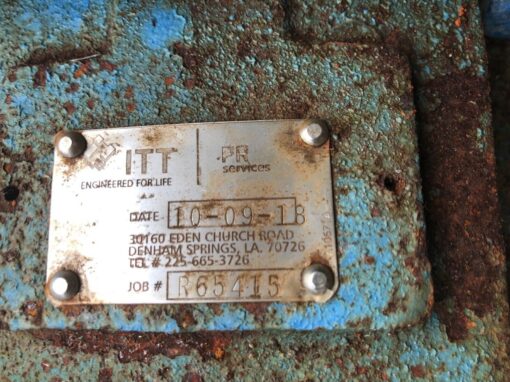 ITT PR
services
ENGINEERED FOR LIFE
DATE 10-09-18
30160 EDEN CHURCH ROAD
DENHAM SPRINGS, LA. 70726
TEL # 225-665-3726
JOB # R65415